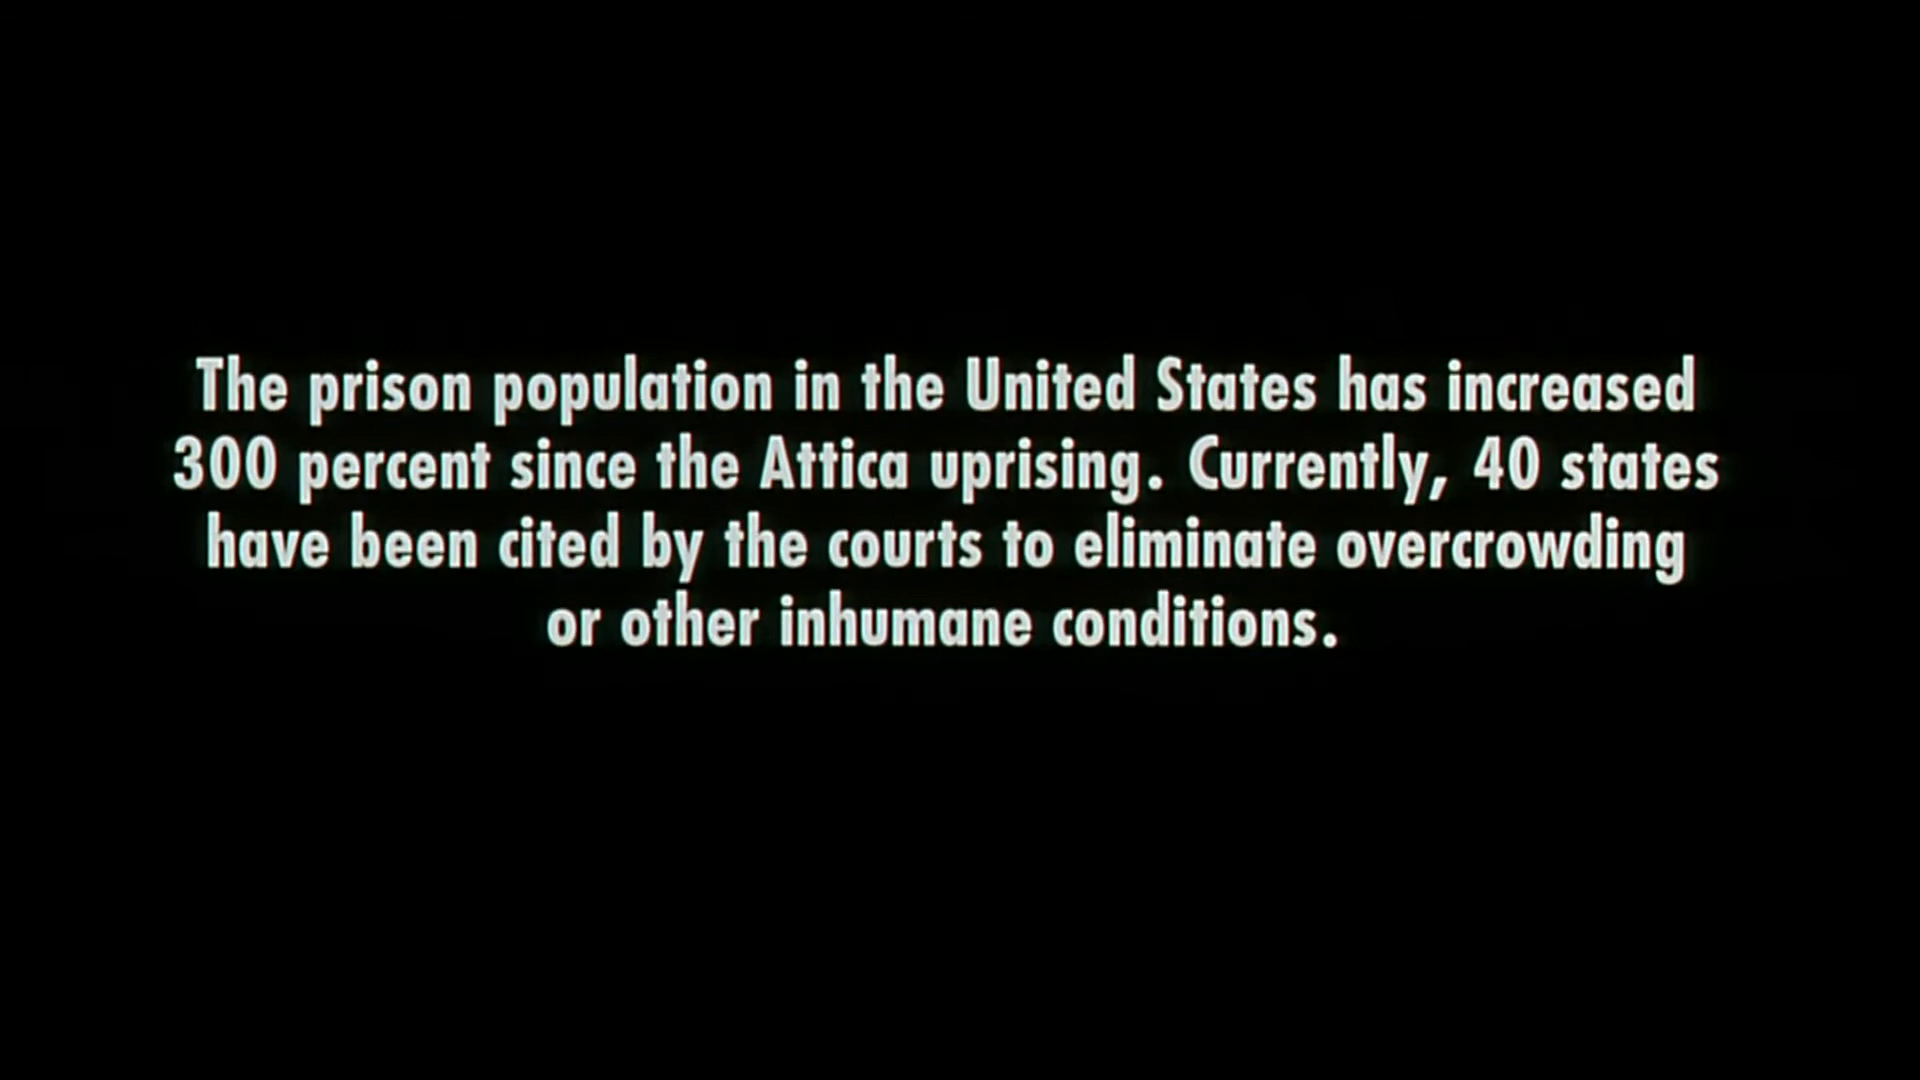 The prison population in the United States has increased
300 percent since the Attica uprising. Currently, 40 states
have been cited by the courts to eliminate overcrowding
or other inhumane conditions.